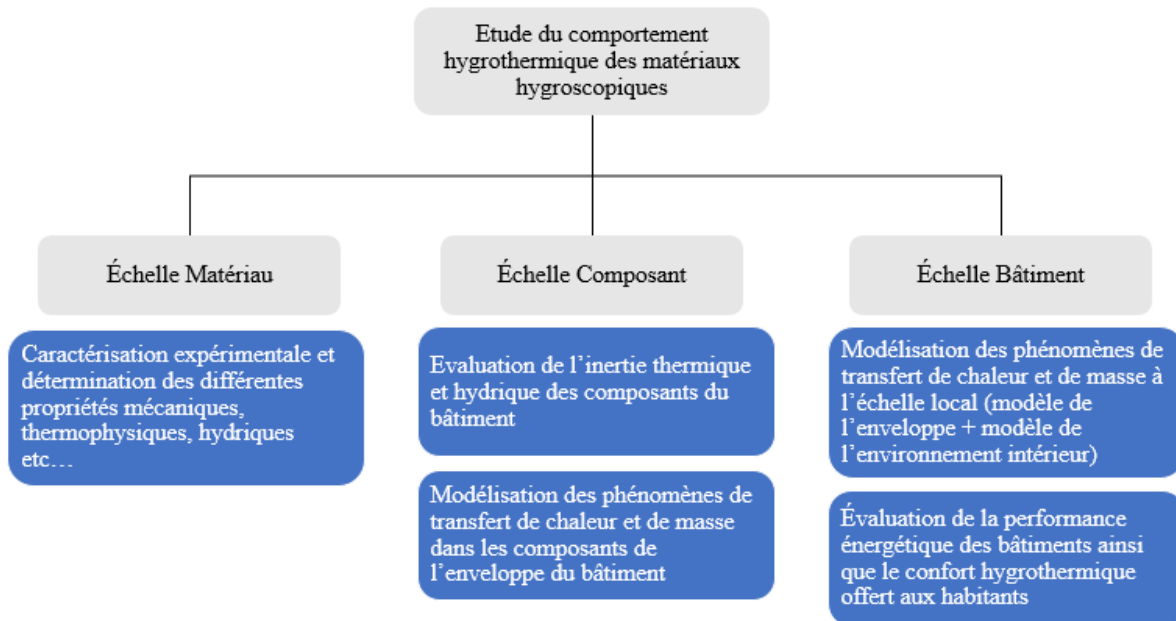 Etude du comportement
hygrothermique des matériaux
hygroscopiques
Échelle Matériau
Caractérisation expérimentale et
détermination des différentes
propriétés mécaniques,
thermophysiques, hydriques
etc…
Échelle Composant
Evaluation de l’inertie thermique
et hydrique des composants du
bâtiment
Modélisation des phénomènes de
transfert de chaleur et de masse
dans les composants de
l’enveloppe du bâtiment
Échelle Bâtiment
Modélisation des phénomènes de
transfert de chaleur et de masse à
l’échelle local (modèle de
l’enveloppe + modèle de
l’environnement intérieur)
Évaluation de la performance
énergétique des bâtiments ainsi
que le confort hygrothermique
offert aux habitants